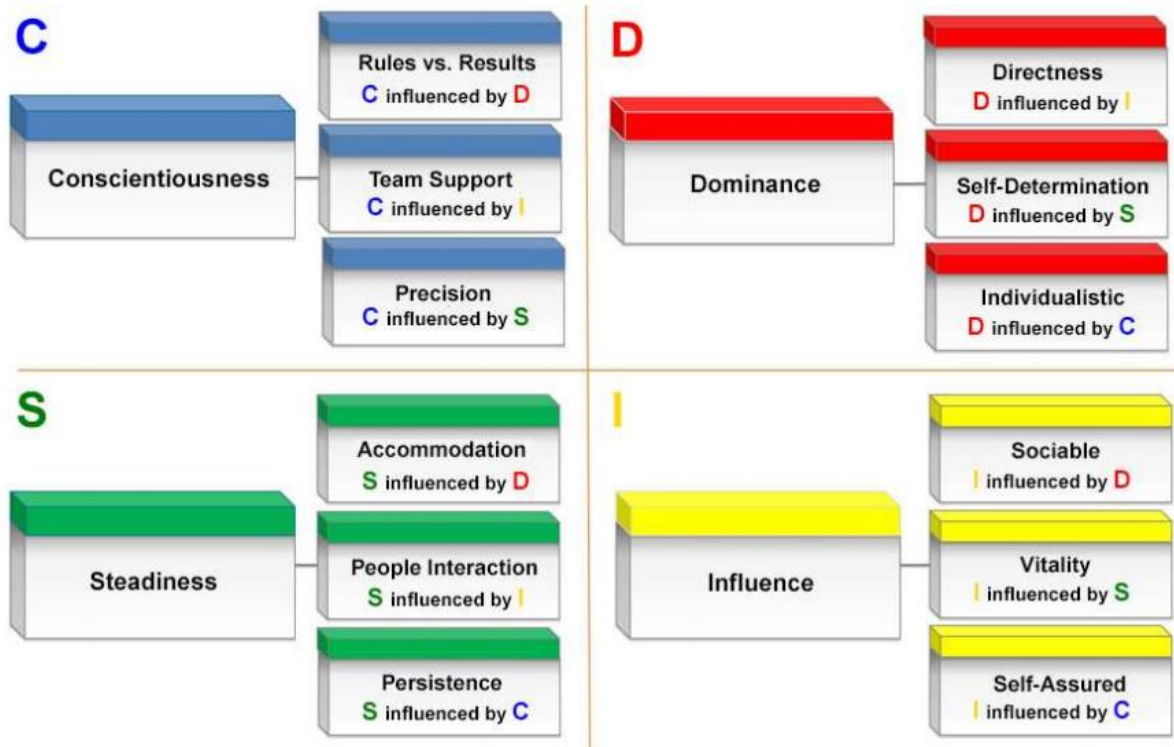 C
Conscientiousness
Rules vs. Results
C influenced by D
Team Support
C influenced by I
Precision
C influenced by S
D
Dominance
Directness
D influenced by I
Self-Determination
D influenced by S
Individualistic
D influenced by C
S
Steadiness
Accommodation
S influenced by D
People Interaction
S influenced by I
Persistence
S influenced by C
I
Influence
Sociable
I influenced by D
Vitality
I influenced by S
Self-Assured
I influenced by C